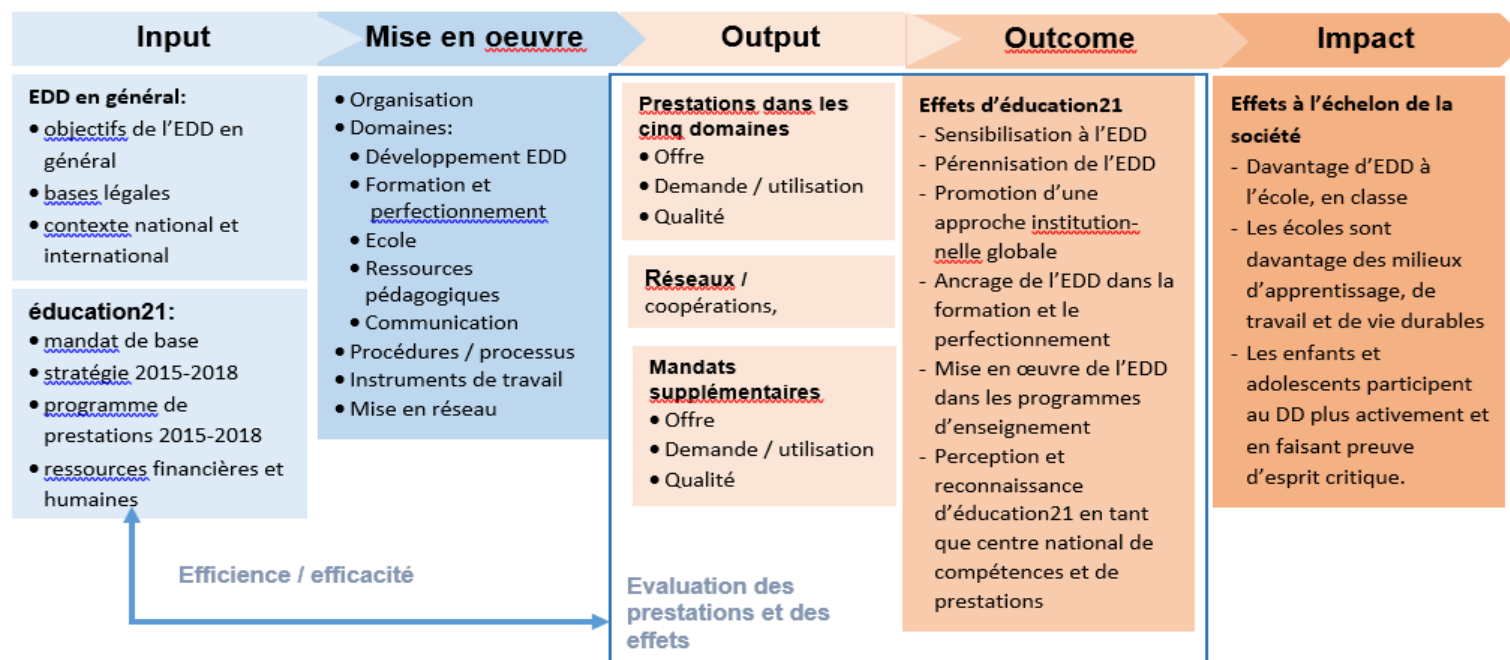 Input
Mise en oeuvre
Output
Outcome
Impact
EDD en général:
• objectifs de l'EDD en
général
• bases légales
• contexte national et
international
éducation21:
• mandat de base
• stratégie 2015-2018
• programme de
prestations 2015-2018
• ressources financières et
humaines
• Organisation
• Domaines:
• Développement EDD
• Formation et
perfectionnement
• Ecole
• Ressources
pédagogiques
• Communication
• Procédures / processus
• Instruments de travail
• Mise en réseau
Prestations dans les
cinq domaines
• Offre
• Demande / utilisation
• Qualité
Réseaux /
coopérations,
Mandats
supplémentaires
• Offre
• Demande / utilisation
• Qualité
Effets d'éducation21
- Sensibilisation à l'EDD
- Pérennisation de l'EDD
- Promotion d'une
approche institution-
nelle globale
- Ancrage de l'EDD dans la
formation et le
perfectionnement
- Mise en œuvre de l'EDD
dans les programmes
d'enseignement
- Perception et
reconnaissance
d'éducation21 en tant
que centre national de
compétences et de
prestations
Effets à l'échelon de la
société
- Davantage d'EDD à
l'école, en classe
- Les écoles sont
davantage des milieux
d'apprentissage, de
travail et de vie durables
- Les enfants et
adolescents participent
au DD plus activement et
en faisant preuve
d'esprit critique.
Efficience / efficacité
Evaluation des
prestations et des
effets